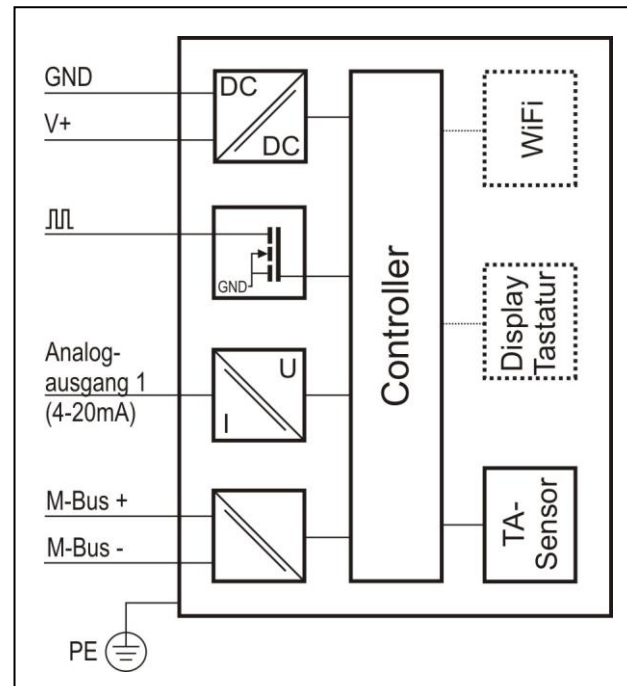 GND
V+
Analog-
ausgang 1
(4-20mA)
M-Bus +
M-Bus -
PE
DC
DC
GND
U
I
Controller
WiFi
Display
Tastatur
TA-
Sensor